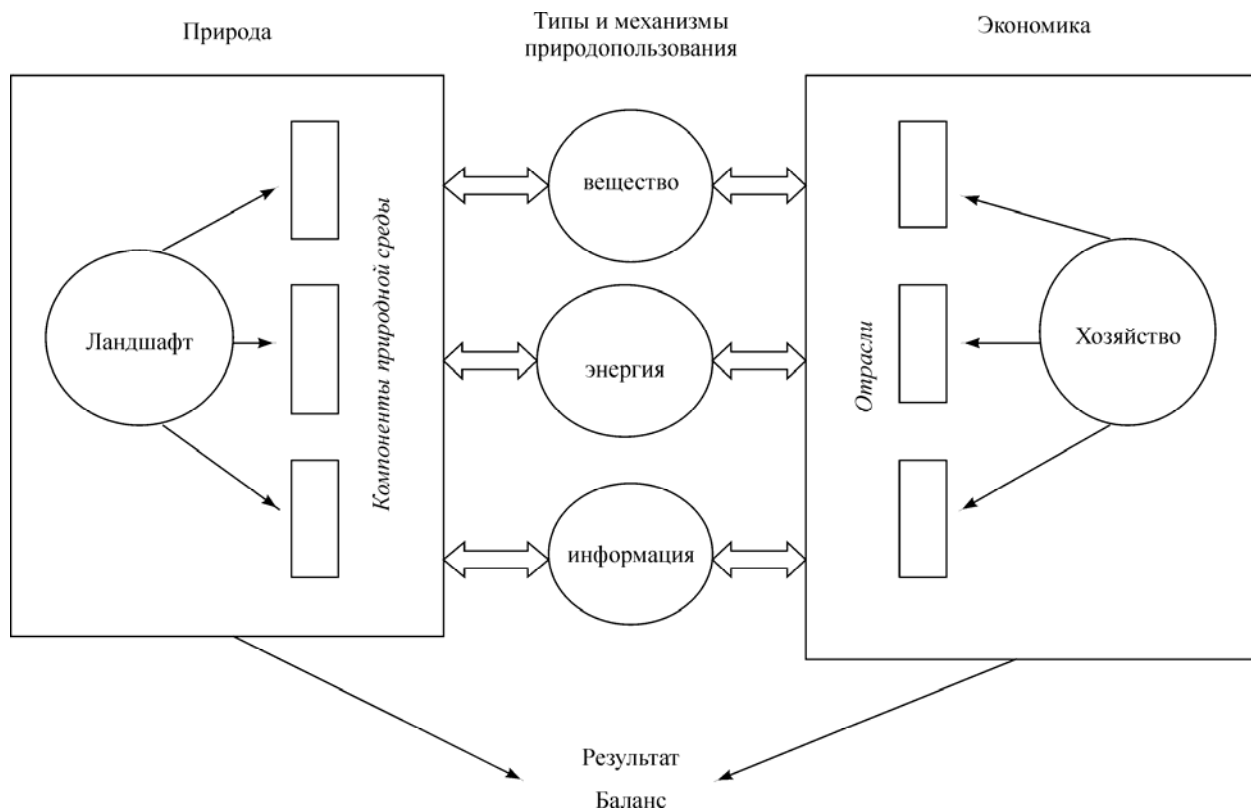 Природа
Типы и механизмы
природопользования
Экономика
вещество
Ландшафт
Компоненты природной среды
энергия
Отрасли
Хозяйство
информация
Результат
Баланс